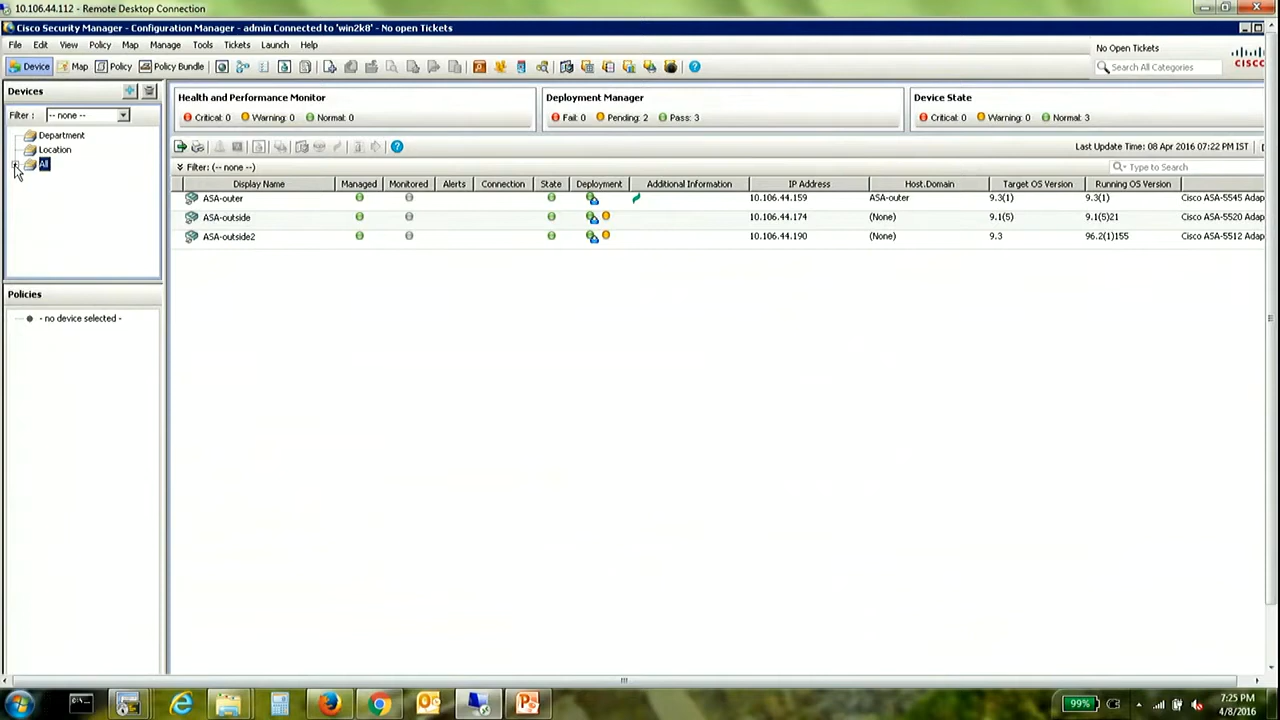 10.106.44.112 - Remote Desktop Connection
Cisco Security Manager - Configuration Manager - admin Connected to 'win2k8' - No open Tickets
File Edit View Policy Map Manage Tools Tickets Launch Help
No Open Tickets
Device Map Policy Policy Bundle
Search All Categories
CISCO
Devices
Filter : -- none --
Department
Location
All
Health and Performance Monitor
Critical: 0 Warning: 0 Normal: 0
Deployment Manager
Fail: 0 Pending: 2 Pass: 3
Device State
Critical: 0 Warning: 0 Normal: 3
Last Update Time: 08 Apr 2016 07:22 PM IST
Filter: (-- none --)
Type to Search
Display Name Managed Monitored Alerts Connection State Deployment Additional Information IP Address Host.Domain Target OS Version Running OS Version
ASA-outer 10.106.44.159 ASA-outer 9.3(1) 9.3(1) Cisco ASA-5545 Adap
ASA-outside 10.106.44.174 (None) 9.1(5) 9.1(5)21 Cisco ASA-5520 Adap
ASA-outside2 10.106.44.190 (None) 9.3 96.2(1)155 Cisco ASA-5512 Adap
Policies
- no device selected -
99%
7:25 PM
4/8/2016